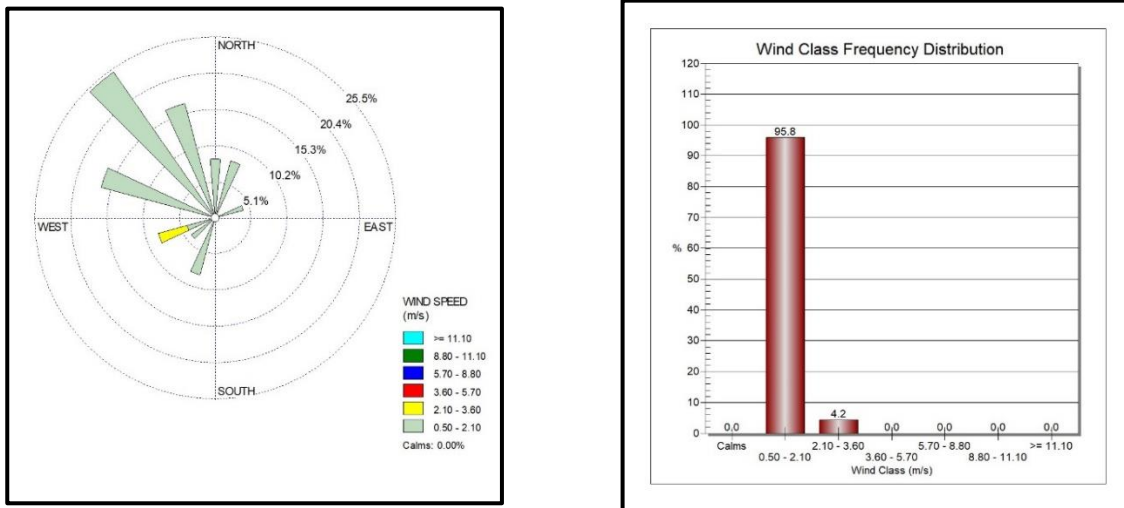 NORTH
25.5%
20.4%
15.3%
10.2%
5.1%
WEST
EAST
SOUTH
WIND SPEED
(m/s)
>= 11.10
8.80 - 11.10
5.70 - 8.80
3.60 - 5.70
2.10 - 3.60
0.50 - 2.10
Calms: 0.00%
Wind Class Frequency Distribution
120
110
100
90
80
70
%
60
50
40
30
20
10
0
0.0
95.8
4.2
0.0
0.0
0.0
0.0
Calms
0.50 - 2.10
2.10 - 3.60
3.60 - 5.70
5.70 - 8.80
8.80 - 11.10
>= 11.10
Wind Class (m/s)